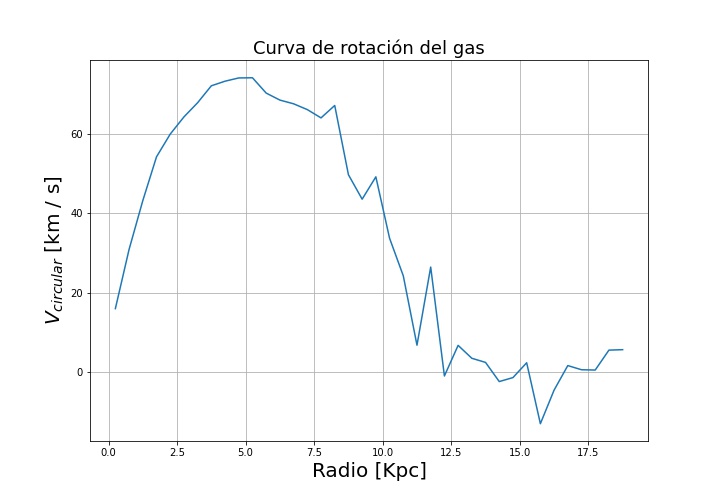 Curva de rotación del gas
60
40
20
0
V_circular [km / s]
0.0 2.5 5.0 7.5 10.0 12.5 15.0 17.5
Radio [Kpc]